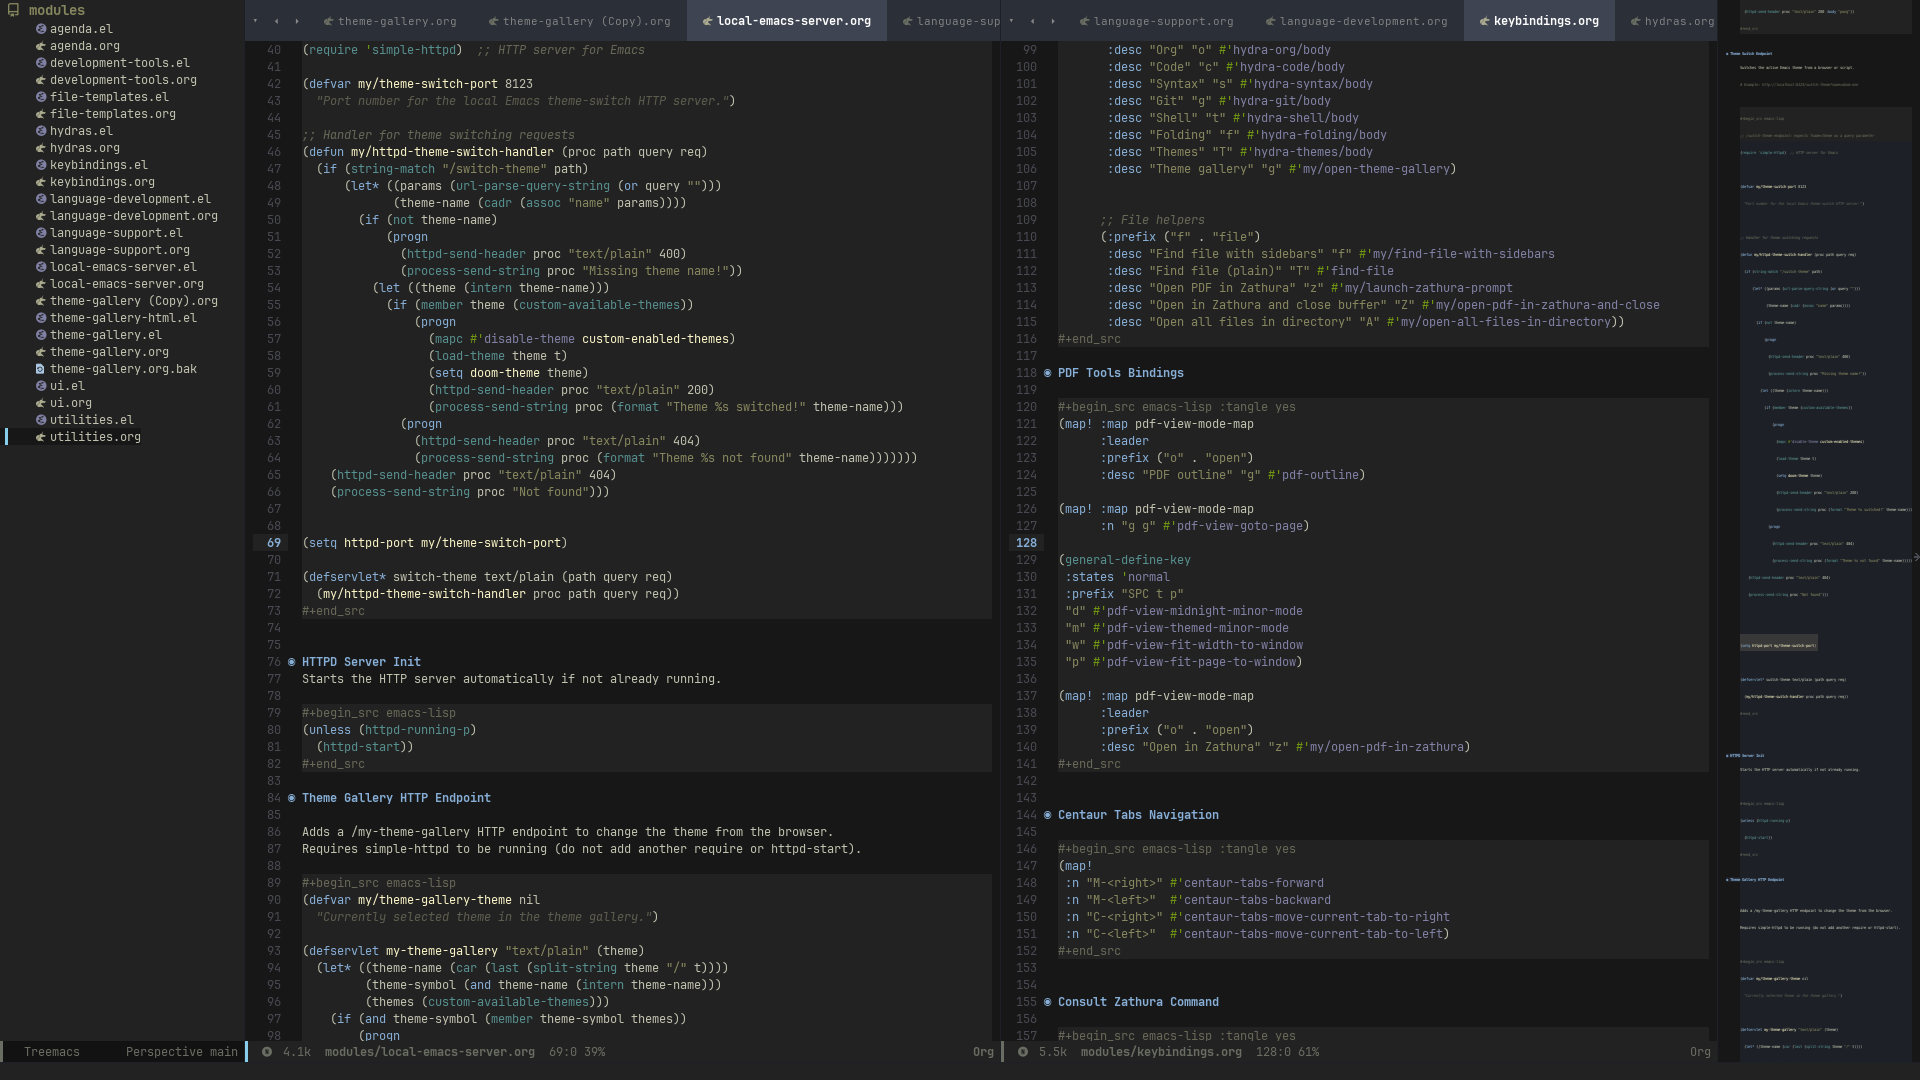 modules
agenda.el
agenda.org
development-tools.el
development-tools.org
file-templates.el
file-templates.org
hydras.el
hydras.org
keybindings.el
keybindings.org
language-development.el
language-development.org
language-support.el
language-support.org
local-emacs-server.el
local-emacs-server.org
theme-gallery (Copy).org
theme-gallery-html.el
theme-gallery.el
theme-gallery.org
theme-gallery.org.bak
ui.el
ui.org
utilities.el
utilities.org
Treemacs Perspective main
theme-gallery.org theme-gallery (Copy).org local-emacs-server.org language-sup
40 (require 'simple-httpd)  ;; HTTP server for Emacs
41
42 (defvar my/theme-switch-port 8123
43   "Port number for the local Emacs theme-switch HTTP server.")
44
45 ;; Handler for theme switching requests
46 (defun my/httpd-theme-switch-handler (proc path query req)
47   (if (string-match "/switch-theme" path)
48       (let* ((params (url-parse-query-string (or query "")))
49              (theme-name (cadr (assoc "name" params))))
50         (if (not theme-name)
51             (progn
52               (httpd-send-header proc "text/plain" 400)
53               (process-send-string proc "Missing theme name!"))
54           (let ((theme (intern theme-name)))
55             (if (member theme (custom-available-themes))
56                 (progn
57                   (mapc #'disable-theme custom-enabled-themes)
58                   (load-theme theme t)
59                   (setq doom-theme theme)
60                   (httpd-send-header proc "text/plain" 200)
61                   (process-send-string proc (format "Theme %s switched!" theme-name)))
62               (progn
63                 (httpd-send-header proc "text/plain" 404)
64                 (process-send-string proc (format "Theme %s not found" theme-name)))))))
65     (httpd-send-header proc "text/plain" 404)
66     (process-send-string proc "Not found")))
67
68
69 (setq httpd-port my/theme-switch-port)
70
71 (defservlet* switch-theme text/plain (path query req)
72   (my/httpd-theme-switch-handler proc path query req))
73 #+end_src
74
75
76 ◉ HTTPD Server Init
77 Starts the HTTP server automatically if not already running.
78
79 #+begin_src emacs-lisp
80 (unless (httpd-running-p)
81   (httpd-start))
82 #+end_src
83
84 ◉ Theme Gallery HTTP Endpoint
85
86 Adds a /my-theme-gallery HTTP endpoint to change the theme from the browser.
87 Requires simple-httpd to be running (do not add another require or httpd-start).
88
89 #+begin_src emacs-lisp
90 (defvar my/theme-gallery-theme nil
91   "Currently selected theme in the theme gallery.")
92
93 (defservlet my-theme-gallery "text/plain" (theme)
94   (let* ((theme-name (car (last (split-string theme "/" t))))
95          (theme-symbol (and theme-name (intern theme-name)))
96          (themes (custom-available-themes)))
97     (if (and theme-symbol (member theme-symbol themes))
98         (progn
4.1k modules/local-emacs-server.org 69:0 39% Org
language-support.org language-development.org keybindings.org hydras.org
99        :desc "Org" "o" #'hydra-org/body
100        :desc "Code" "c" #'hydra-code/body
101        :desc "Syntax" "s" #'hydra-syntax/body
102        :desc "Git" "g" #'hydra-git/body
103        :desc "Shell" "t" #'hydra-shell/body
104        :desc "Folding" "f" #'hydra-folding/body
105        :desc "Themes" "T" #'hydra-themes/body
106        :desc "Theme gallery" "g" #'my/open-theme-gallery)
107
108
109       ;; File helpers
110       (:prefix ("f" . "file")
111        :desc "Find file with sidebars" "f" #'my/find-file-with-sidebars
112        :desc "Find file (plain)" "T" #'find-file
113        :desc "Open PDF in Zathura" "z" #'my/launch-zathura-prompt
114        :desc "Open in Zathura and close buffer" "Z" #'my/open-pdf-in-zathura-and-close
115        :desc "Open all files in directory" "A" #'my/open-all-files-in-directory))
116 #+end_src
117
118 ◉ PDF Tools Bindings
119
120 #+begin_src emacs-lisp :tangle yes
121 (map! :map pdf-view-mode-map
122       :leader
123       :prefix ("o" . "open")
124       :desc "PDF outline" "g" #'pdf-outline)
125
126 (map! :map pdf-view-mode-map
127       :n "g g" #'pdf-view-goto-page)
128
129 (general-define-key
130  :states 'normal
131  :prefix "SPC t p"
132  "d" #'pdf-view-midnight-minor-mode
133  "m" #'pdf-view-themed-minor-mode
134  "w" #'pdf-view-fit-width-to-window
135  "p" #'pdf-view-fit-page-to-window)
136
137 (map! :map pdf-view-mode-map
138       :leader
139       :prefix ("o" . "open")
140       :desc "Open in Zathura" "z" #'my/open-pdf-in-zathura)
141 #+end_src
142
143
144 ◉ Centaur Tabs Navigation
145
146 #+begin_src emacs-lisp :tangle yes
147 (map!
148  :n "M-<right>" #'centaur-tabs-forward
149  :n "M-<left>"  #'centaur-tabs-backward
150  :n "C-<right>" #'centaur-tabs-move-current-tab-to-right
151  :n "C-<left>"  #'centaur-tabs-move-current-tab-to-left)
152 #+end_src
153
154
155 ◉ Consult Zathura Command
156
157 #+begin_src emacs-lisp :tangle yes
5.5k modules/keybindings.org 128:0 61% Org